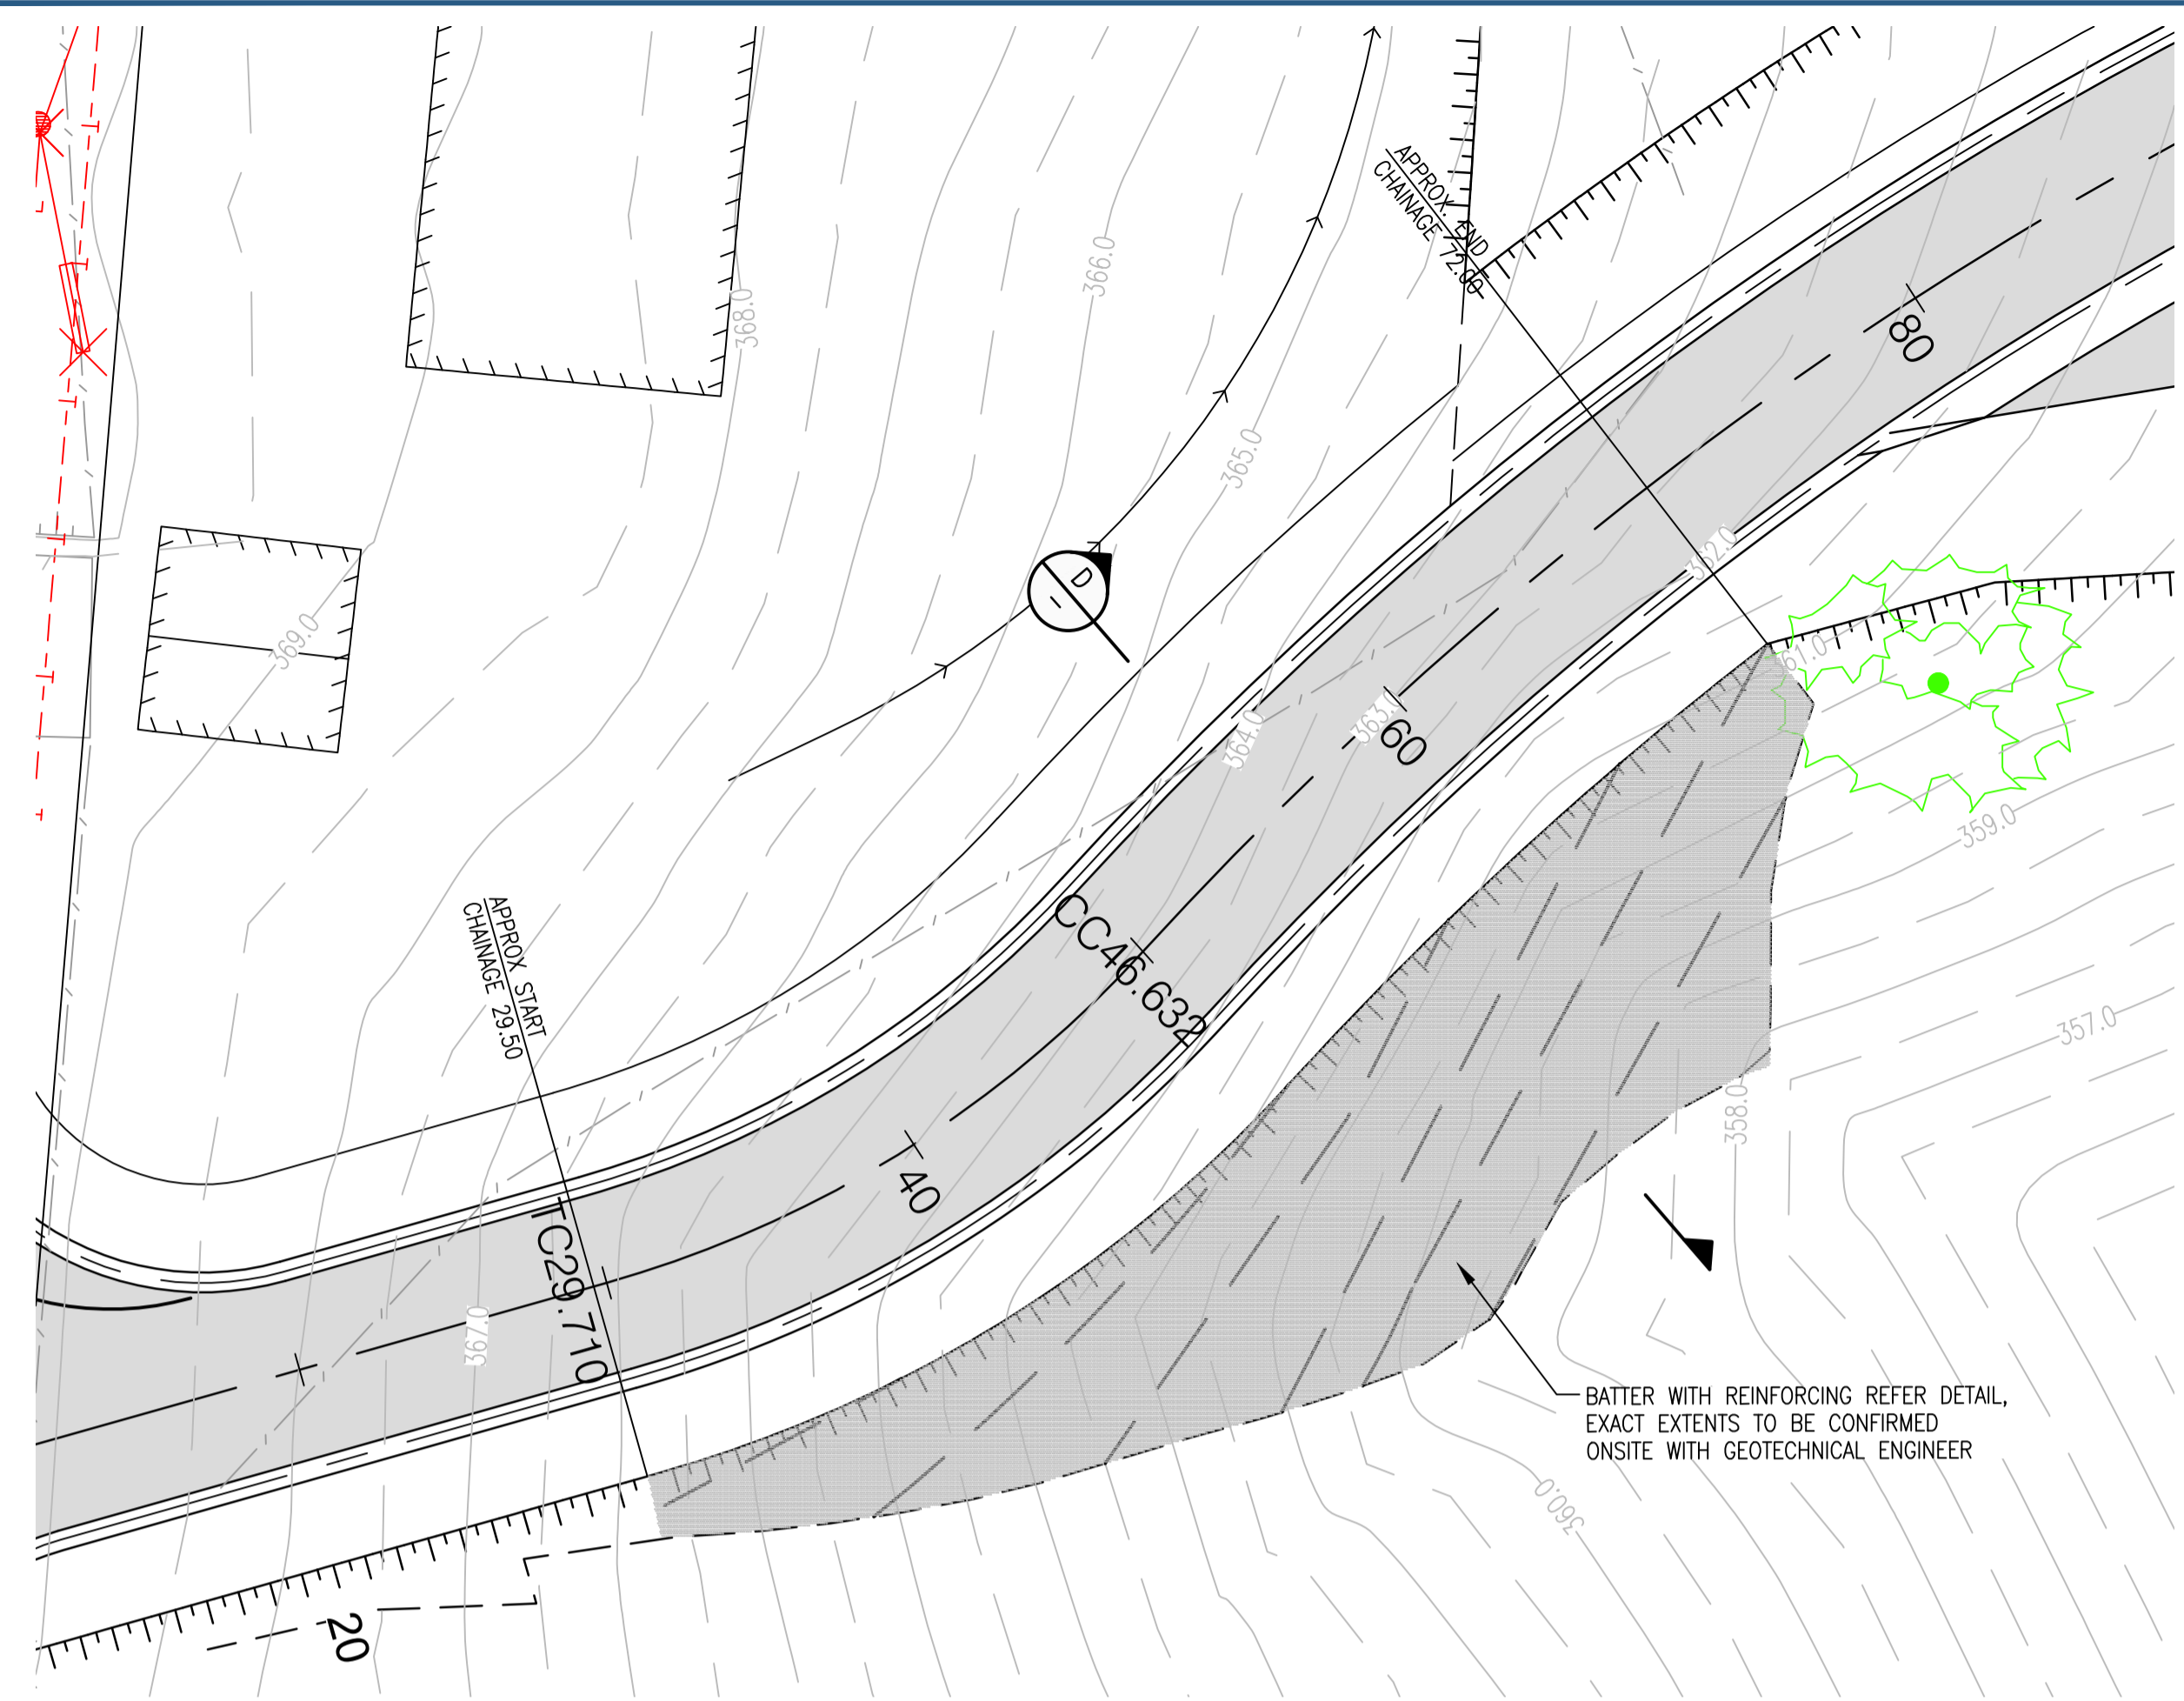 APPROX. END
CHAINAGE 72.00
366.0
368.0
80
365.0
D
-
362.0
369.0
361.0
363.0
60
364.0
359.0
APPROX START
CHAINAGE 29.50
CC46.632
357.0
358.0
40
TC29.710
367.0
BATTER WITH REINFORCING REFER DETAIL,
EXACT EXTENTS TO BE CONFIRMED
ONSITE WITH GEOTECHNICAL ENGINEER
360.0
20